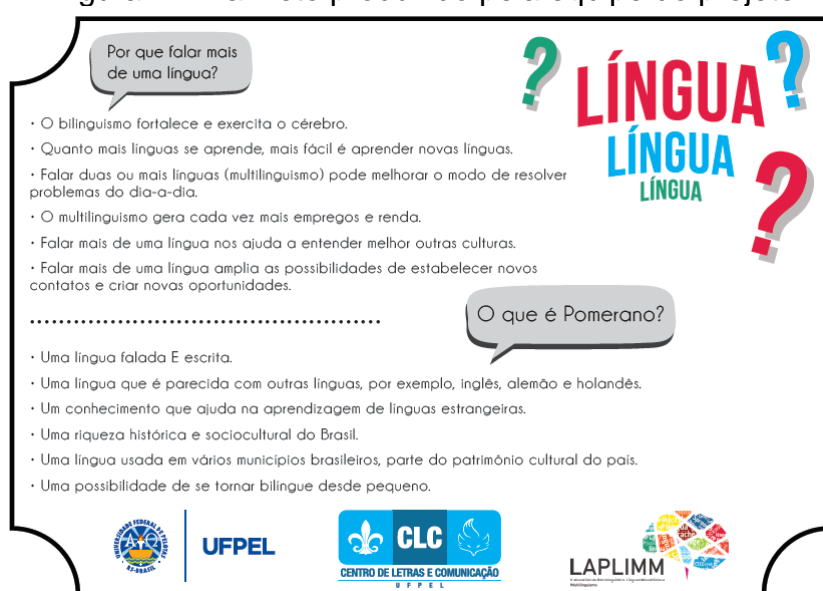 Por que falar mais
de uma língua?
LÍNGUA
LÍNGUA
LÍNGUA
• O bilinguismo fortalece e exercita o cérebro.
• Quanto mais línguas se aprende, mais fácil é aprender novas línguas.
• Falar duas ou mais línguas (multilinguismo) pode melhorar o modo de resolver
problemas do dia-a-dia.
• O multilinguismo gera cada vez mais empregos e renda.
• Falar mais de uma língua nos ajuda a entender melhor outras culturas.
• Falar mais de uma língua amplia as possibilidades de estabelecer novos
contatos e criar novas oportunidades.
O que é Pomerano?
• Uma língua falada E escrita.
• Uma língua que é parecida com outras línguas, por exemplo, inglês, alemão e holandês.
• Um conhecimento que ajuda na aprendizagem de línguas estrangeiras.
• Uma riqueza histórica e sociocultural do Brasil.
• Uma língua usada em vários municípios brasileiros, parte do patrimônio cultural do país.
• Uma possibilidade de se tornar bilíngue desde pequeno.
UNIVERSIDADE FEDERAL DE PELOTAS
RS-BRASIL
UFPEL
CLC
CENTRO DE LETRAS E COMUNICAÇÃO
UFPEL
LAPLIMM